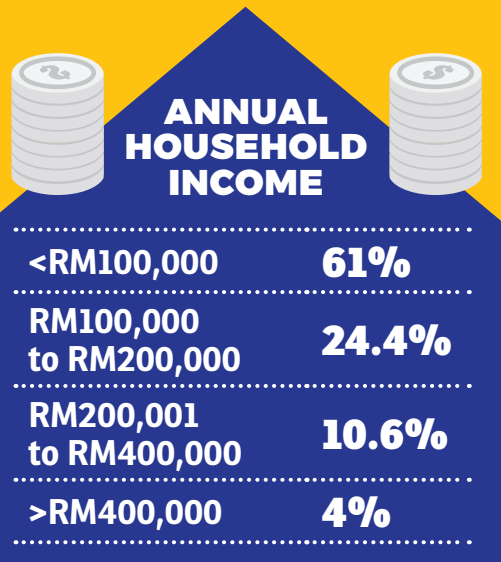 ANNUAL
HOUSEHOLD
INCOME
<RM100,000 61%
RM100,000
to RM200,000 24.4%
RM200,001
to RM400,000 10.6%
>RM400,000 4%